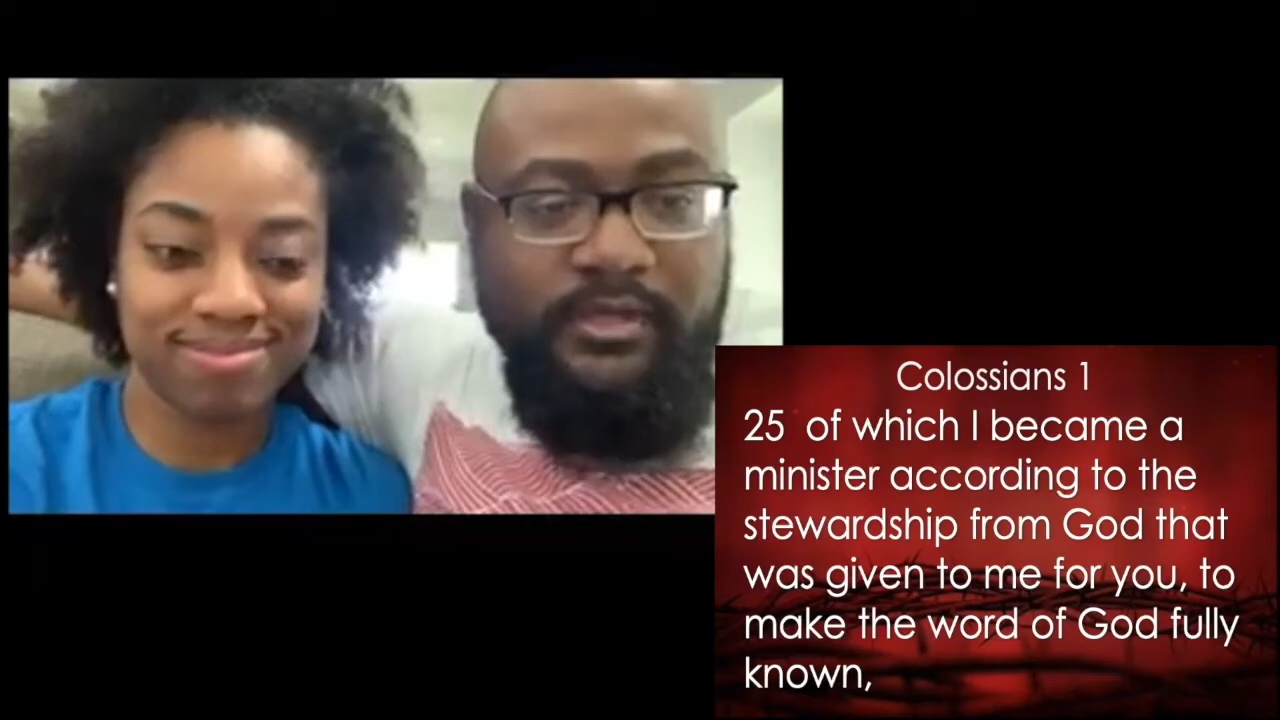 Colossians 1
25 of which I became a
minister according to the
stewardship from God that
was given to me for you, to
make the word of God fully
known,